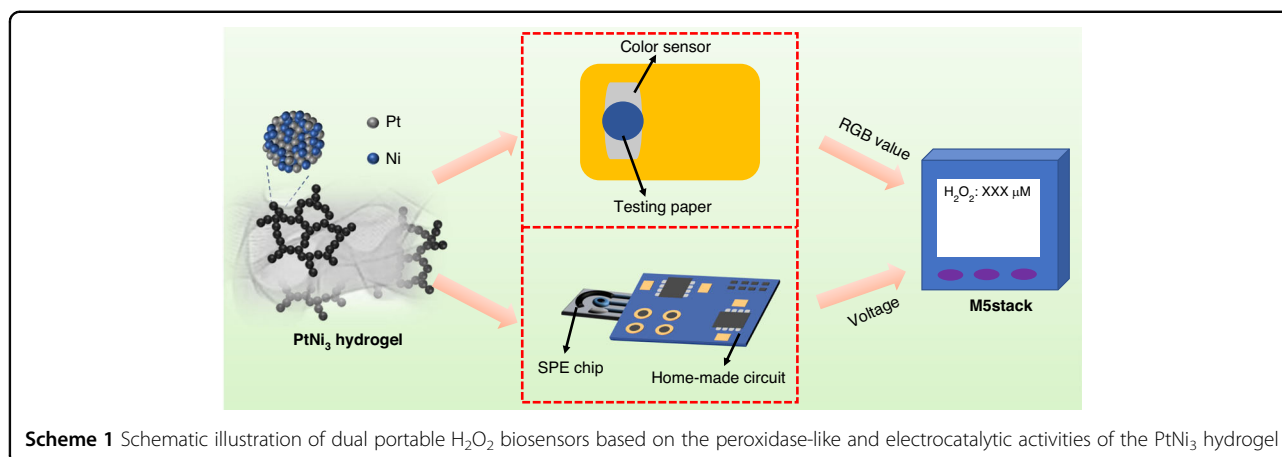 Color sensor
Pt
Ni
Testing paper
PtNi₃ hydrogel
SPE chip
Home-made circuit
RGB value
Voltage
H₂O₂: XXX μM
M5stack
Scheme 1 Schematic illustration of dual portable H₂O₂ biosensors based on the peroxidase-like and electrocatalytic activities of the PtNi₃ hydrogel